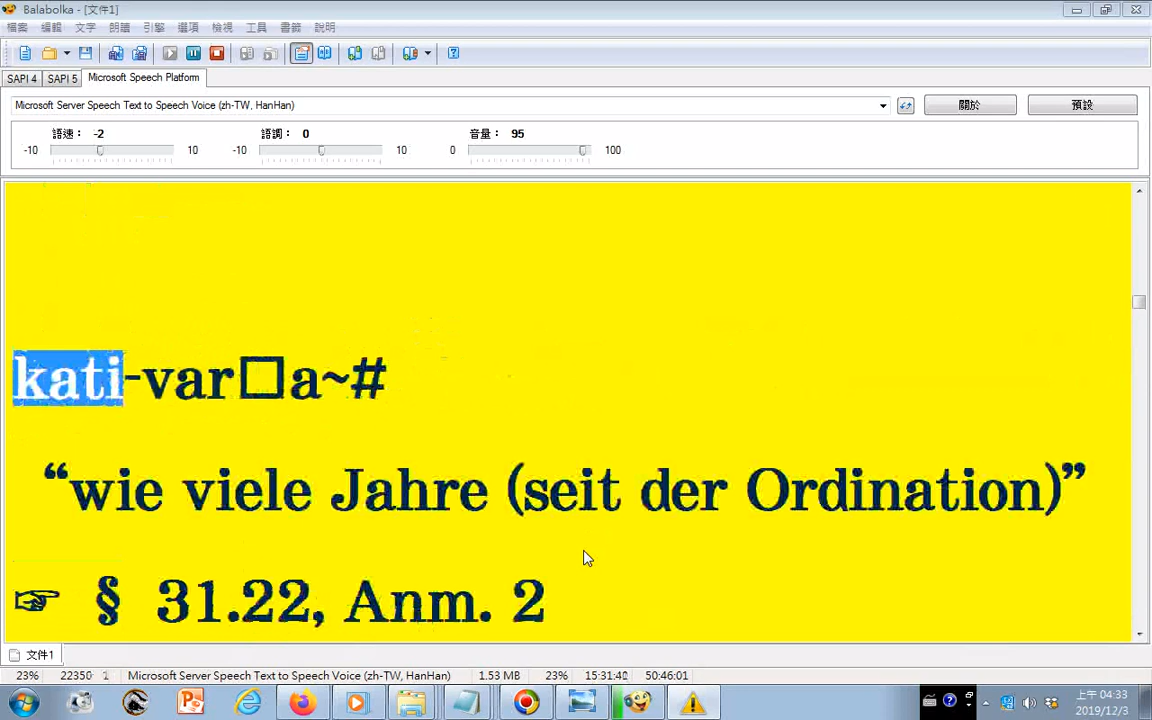 Balabolka - [文件1]
檔案 編輯 文字 朗讀 引擎 選項 檢視 工具 書籤 說明
SAPI 4 SAPI 5 Microsoft Speech Platform
Microsoft Server Speech Text to Speech Voice (zh-TW, HanHan)
關於 預設
語速： -2 語調： 0 音量： 95
-10 10 -10 10 0 100
kati-var□a~#
“wie viele Jahre (seit der Ordination)”
☞ § 31.22, Anm. 2
文件1
23% 22350 1 Microsoft Server Speech Text to Speech Voice (zh-TW, HanHan) 1.53 MB 23% 15:31:40 50:46:01
上午 04:33
2019/12/3